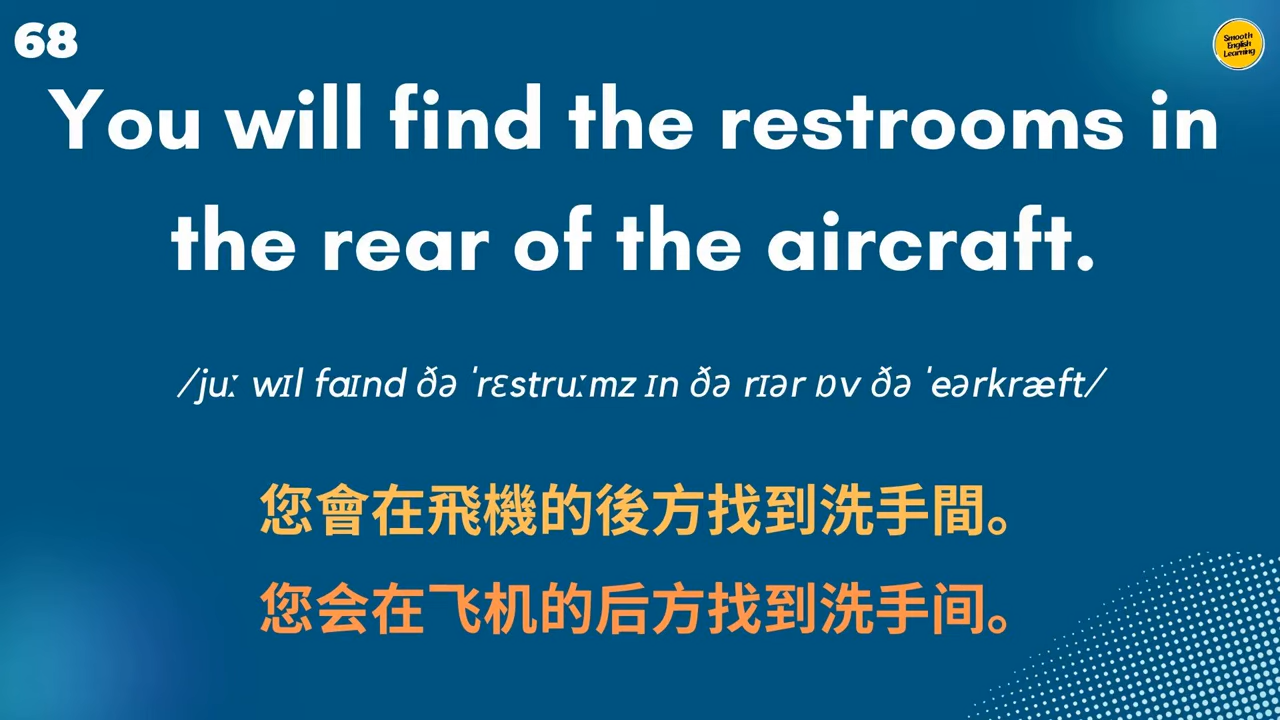 68
Smooth
English
Learning
You will find the restrooms in
the rear of the aircraft.
/juː wɪl faɪnd ðə ˈrɛstruːmz ɪn ðə rɪər ɒv ðə ˈeərkræft/
您會在飛機的後方找到洗手間。
您会在飞机的后方找到洗手间。